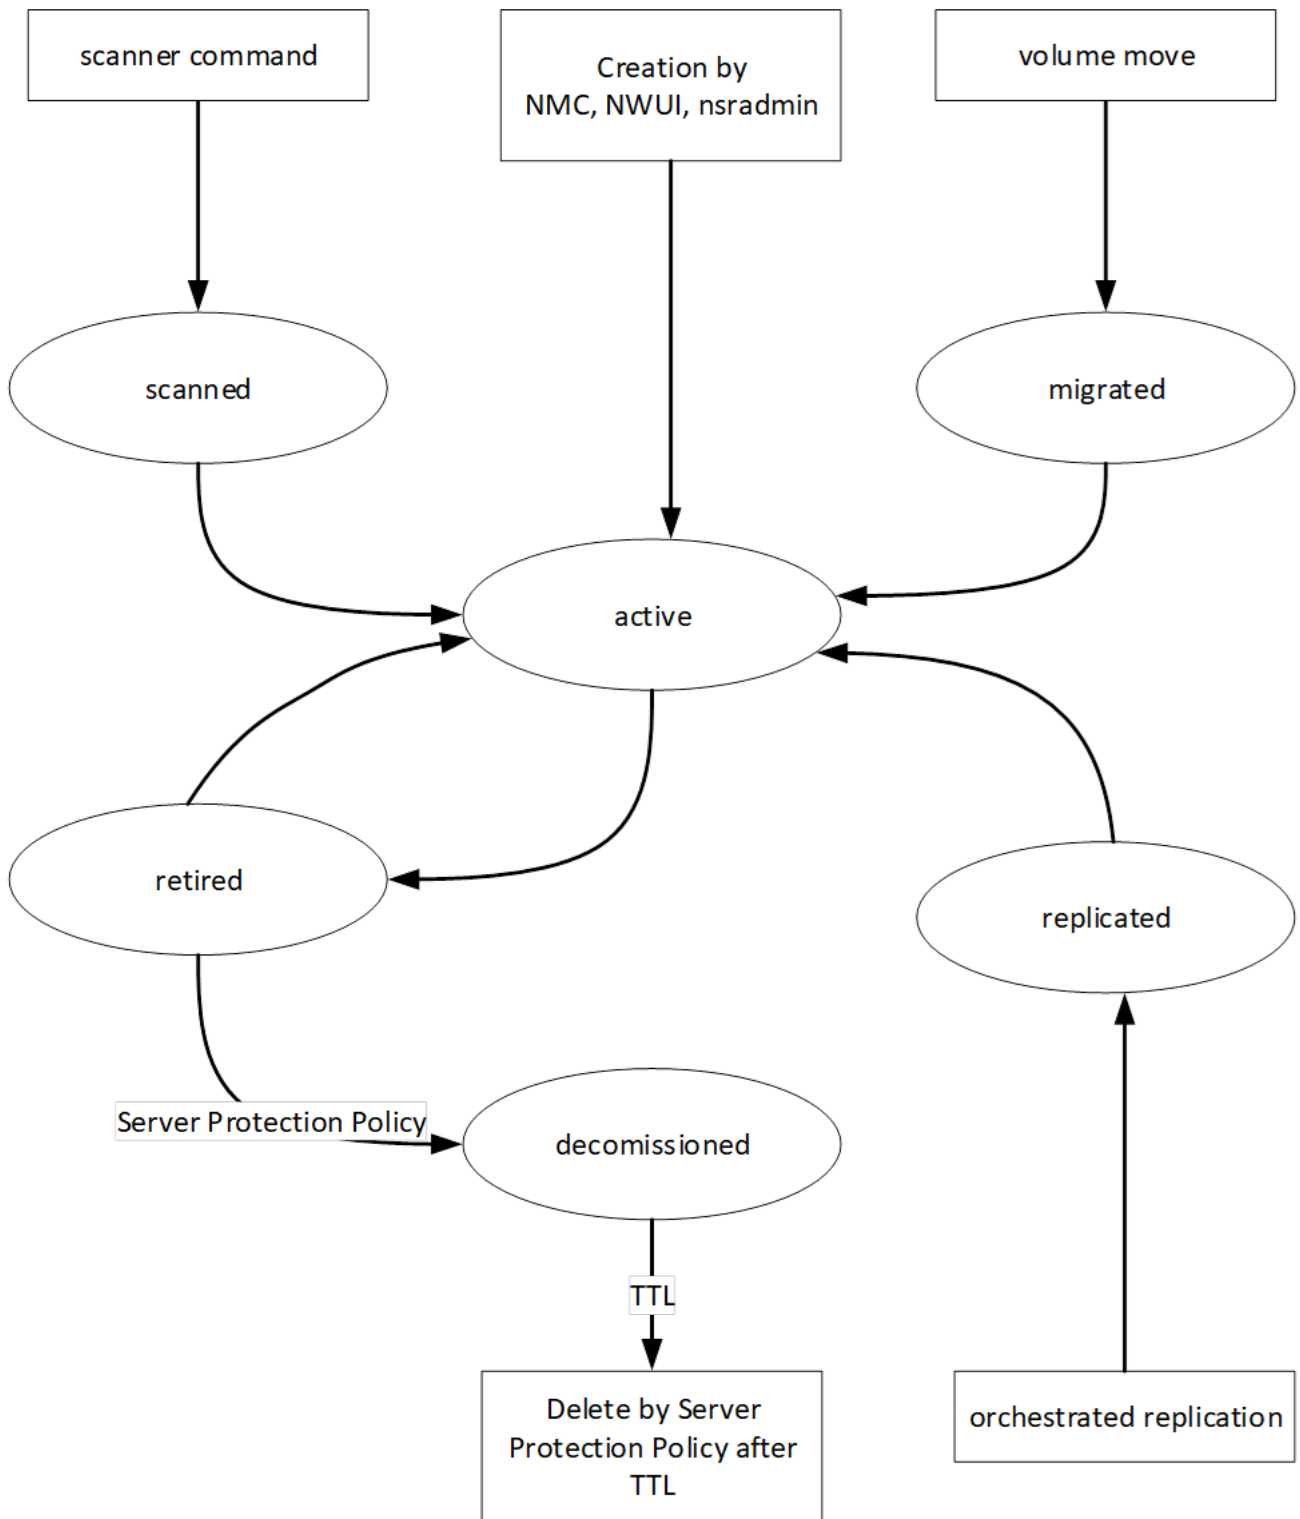 scanner command
Creation by
NMC, NWUI, nsradmin
volume move
scanned
migrated
active
retired
replicated
Server Protection Policy
decomissioned
TTL
Delete by Server
Protection Policy after
TTL
orchestrated replication